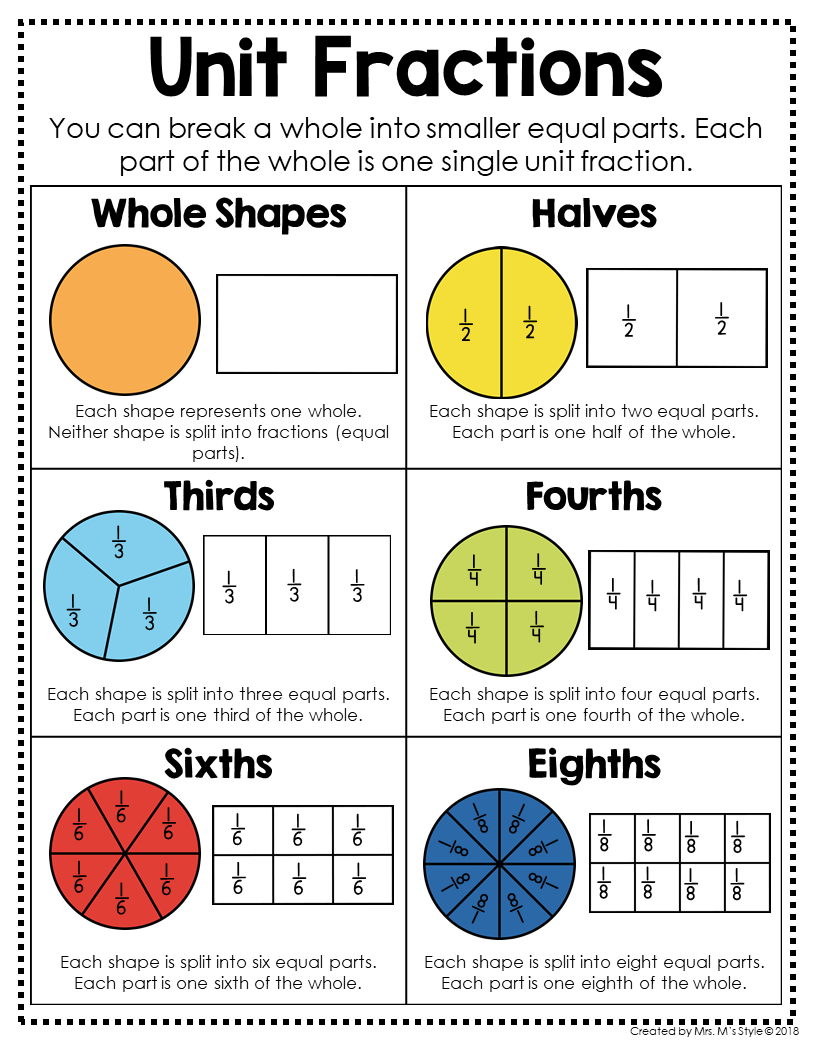 Unit Fractions
You can break a whole into smaller equal parts. Each
part of the whole is one single unit fraction.
Whole Shapes
Each shape represents one whole.
Neither shape is split into fractions (equal
parts).
Halves
1/2 1/2 1/2 1/2
Each shape is split into two equal parts.
Each part is one half of the whole.
Thirds
1/3 1/3 1/3 1/3
1/3 1/3
Each shape is split into three equal parts.
Each part is one third of the whole.
Fourths
1/4 1/4 1/4 1/4 1/4 1/4
1/4 1/4
Each shape is split into four equal parts.
Each part is one fourth of the whole.
Sixths
1/6 1/6 1/6 1/6 1/6 1/6
1/6 1/6 1/6 1/6 1/6 1/6
Each shape is split into six equal parts.
Each part is one sixth of the whole.
Eighths
1/8 1/8 1/8 1/8 1/8 1/8 1/8 1/8
1/8 1/8 1/8 1/8 1/8 1/8 1/8 1/8
Each shape is split into eight equal parts.
Each part is one eighth of the whole.
Created by Mrs. M's Style © 2018